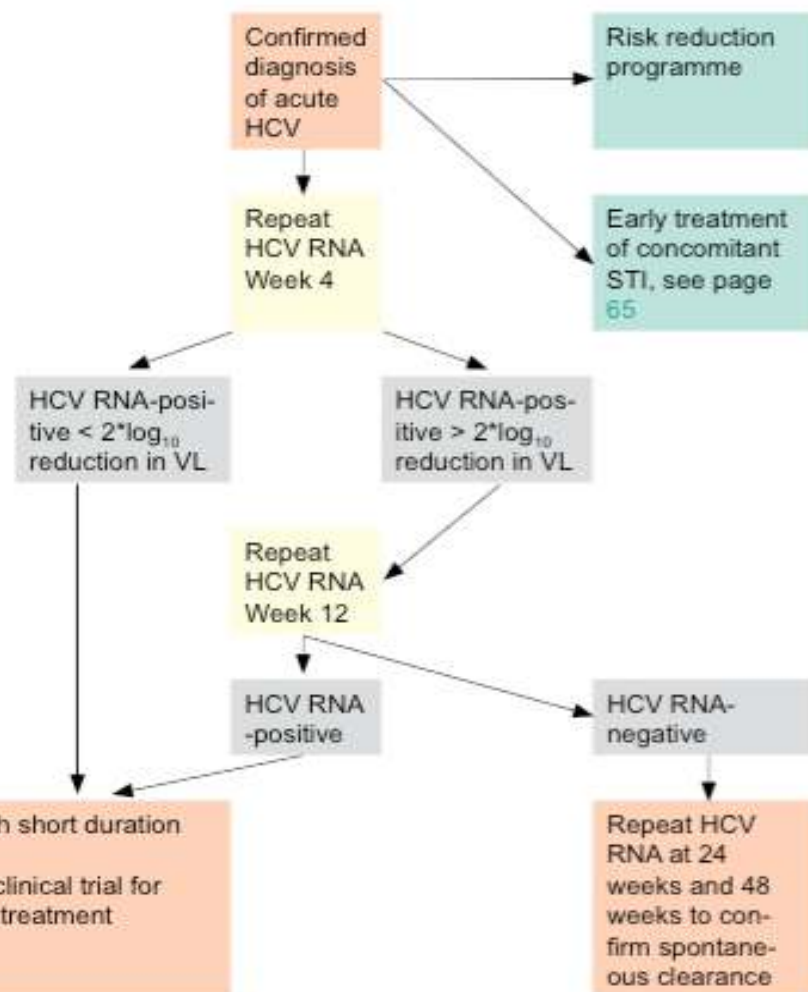 Confirmed
diagnosis
of acute
HCV
Risk reduction
programme
Repeat
HCV RNA
Week 4
Early treatment
of concomitant
STI, see page
65
HCV RNA-posi-
tive < 2*log₁₀
reduction in VL
HCV RNA-pos-
itive > 2*log₁₀
reduction in VL
Repeat
HCV RNA
Week 12
HCV RNA
-positive
HCV RNA-
negative
short duration
clinical trial for
treatment
Repeat HCV
RNA at 24
weeks and 48
weeks to con-
firm spontane-
ous clearance